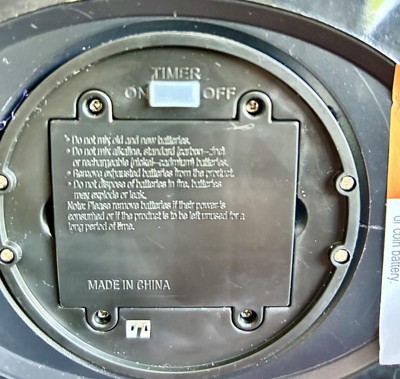 TIMER
ON OFF
> Do not mix old and new batteries.
• Do not mix alkaline, standard (carbon-zinc)
or rechargeable (nickel-cadmium) batteries.
• Remove exhausted batteries from the product.
• Do not dispose of batteries in fire, batteries
may explode or leak.
Note: Please remove batteries if their power is
consumed or if the product is to be left unused for a
long period of time.
MADE IN CHINA
or coin battery.